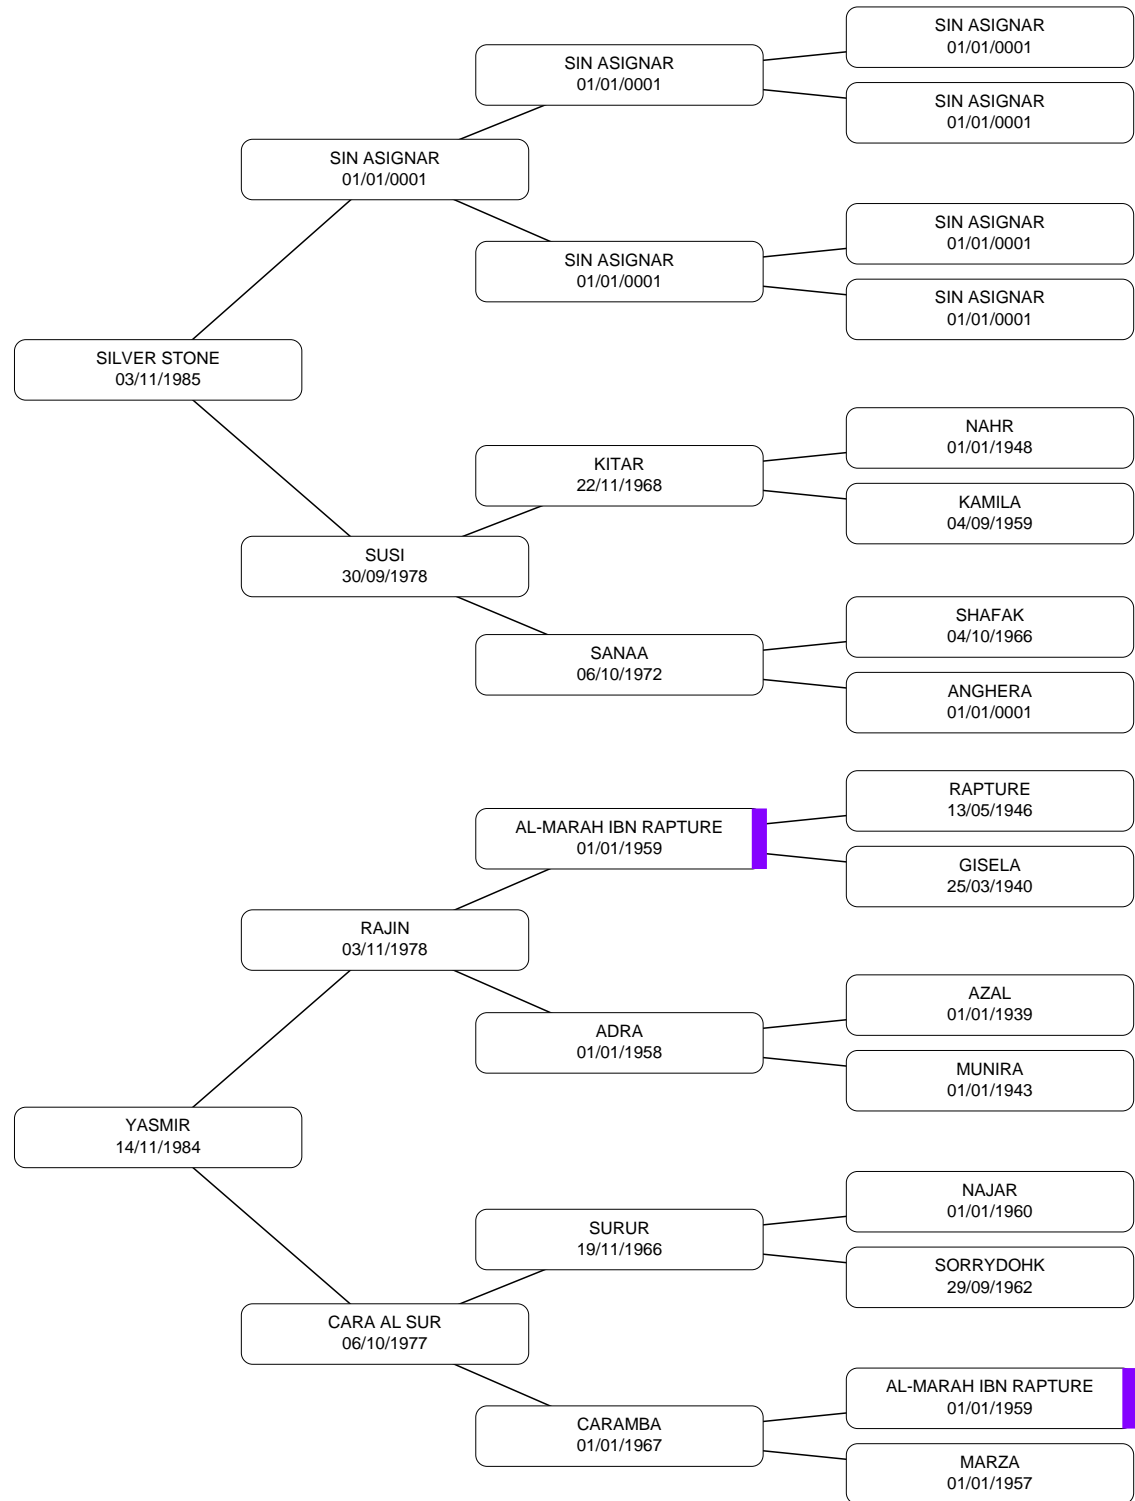 SIN ASIGNAR
01/01/0001
SIN ASIGNAR
01/01/0001
SIN ASIGNAR
01/01/0001
SIN ASIGNAR
01/01/0001
SIN ASIGNAR
01/01/0001
SIN ASIGNAR
01/01/0001
SIN ASIGNAR
01/01/0001
SILVER STONE
03/11/1985
NAHR
01/01/1948
KITAR
22/11/1968
KAMILA
04/09/1959
SUSI
30/09/1978
SHAFAK
04/10/1966
SANAA
06/10/1972
ANGHERA
01/01/0001
RAPTURE
13/05/1946
AL-MARAH IBN RAPTURE
01/01/1959
GISELA
25/03/1940
RAJIN
03/11/1978
AZAL
01/01/1939
ADRA
01/01/1958
MUNIRA
01/01/1943
YASMIR
14/11/1984
NAJAR
01/01/1960
SURUR
19/11/1966
SORRYDOHK
29/09/1962
CARA AL SUR
06/10/1977
AL-MARAH IBN RAPTURE
01/01/1959
CARAMBA
01/01/1967
MARZA
01/01/1957